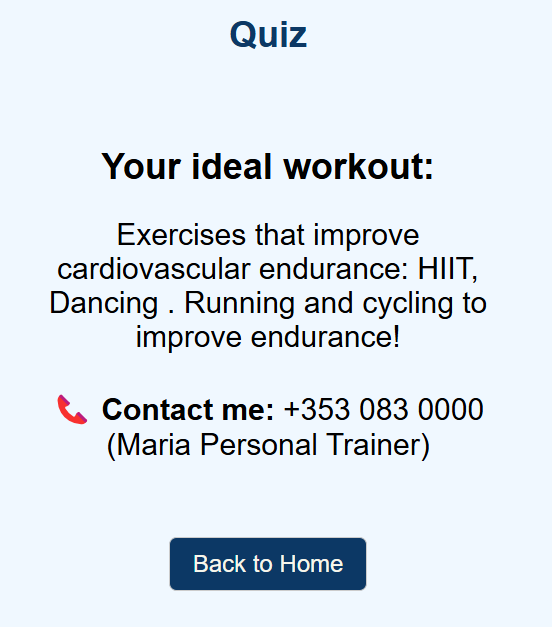 Quiz
Your ideal workout:
Exercises that improve
cardiovascular endurance: HIIT,
Dancing . Running and cycling to
improve endurance!
Contact me: +353 083 0000
(Maria Personal Trainer)
Back to Home